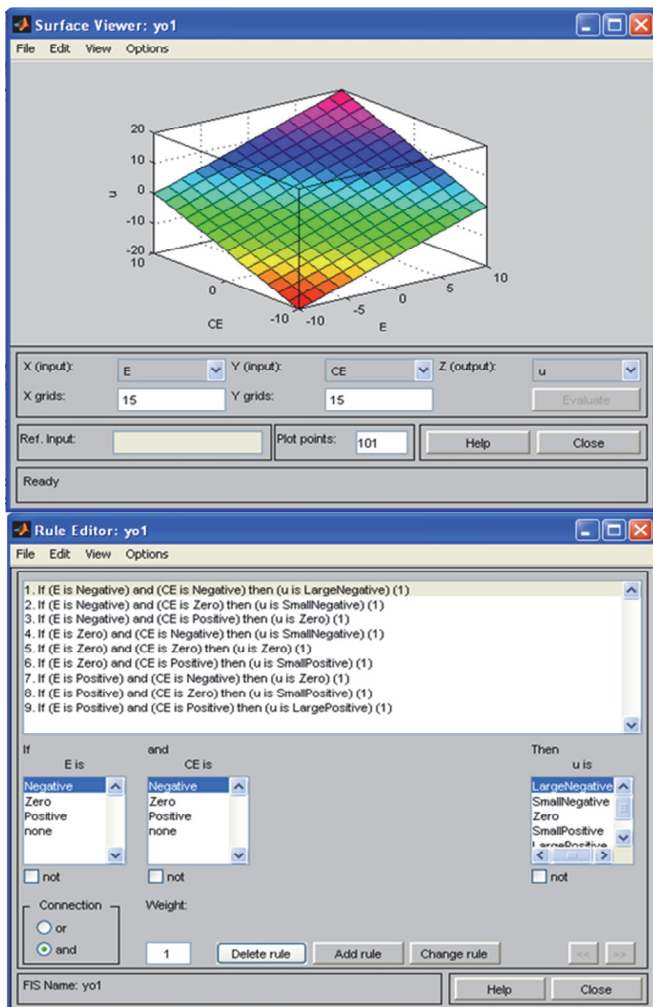 Surface Viewer: yo1
File Edit View Options
20
10
0
-10
-20
u
10
0
-10
CE
-10
-5
0
5
10
E
X (input): E Y (input): CE Z (output): u
X grids: 15 Y grids: 15 Evaluate
Ref. Input: Plot points: 101 Help Close
Ready
Rule Editor: yo1
File Edit View Options
1. If (E is Negative) and (CE is Negative) then (u is LargeNegative) (1)
2. If (E is Negative) and (CE is Zero) then (u is SmallNegative) (1)
3. If (E is Negative) and (CE is Positive) then (u is Zero) (1)
4. If (E is Zero) and (CE is Negative) then (u is SmallNegative) (1)
5. If (E is Zero) and (CE is Zero) then (u is Zero) (1)
6. If (E is Zero) and (CE is Positive) then (u is SmallPositive) (1)
7. If (E is Positive) and (CE is Negative) then (u is Zero) (1)
8. If (E is Positive) and (CE is Zero) then (u is SmallPositive) (1)
9. If (E is Positive) and (CE is Positive) then (u is LargePositive) (1)
If and Then
E is CE is u is
Negative Negative LargeNegative
Zero Zero SmallNegative
Positive Positive Zero
none none SmallPositive
LargePositive
not not not
Connection Weight:
or
and 1 Delete rule Add rule Change rule << >>
FIS Name: yo1 Help Close